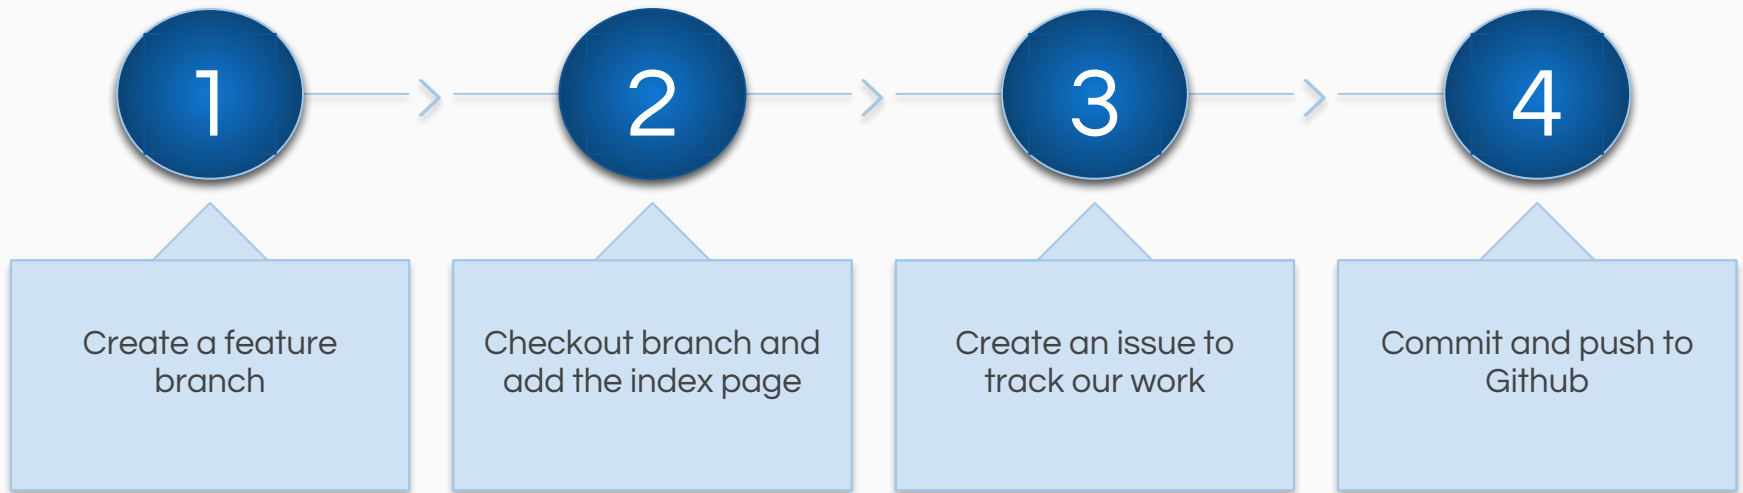 1
2
3
4
Create a feature
branch
Checkout branch and
add the index page
Create an issue to
track our work
Commit and push to
Github